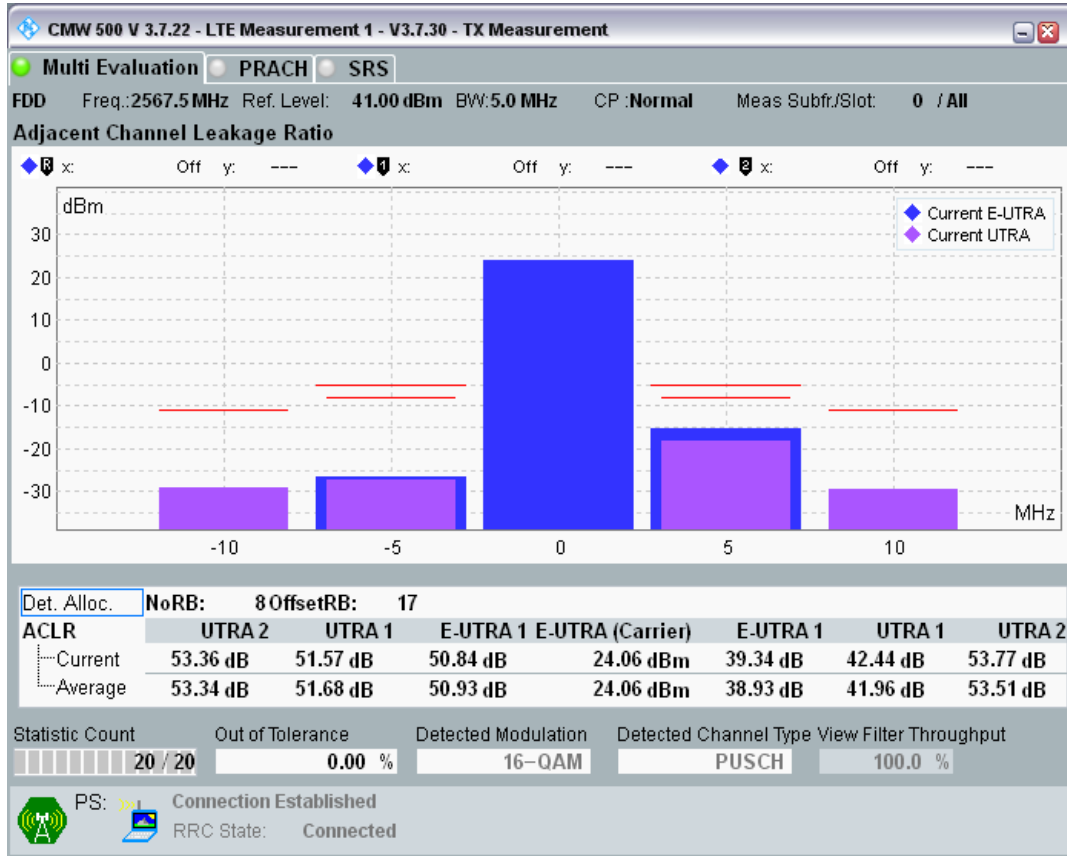 CMW 500 V 3.7.22 - LTE Measurement 1 - V3.7.30 - TX Measurement
Multi Evaluation PRACH SRS
FDD Freq.:2567.5 MHz Ref. Level: 41.00 dBm BW:5.0 MHz CP :Normal Meas Subfr./Slot: 0 / All
Adjacent Channel Leakage Ratio
R x: Off y: --- 1 x: Off y: --- 2 x: Off y: ---
dBm
Current E-UTRA
Current UTRA
30
20
10
0
-10
-20
-30
MHz
-10 -5 0 5 10
Det. Alloc. NoRB: 8 OffsetRB: 17
ACLR UTRA 2 UTRA 1 E-UTRA 1 E-UTRA (Carrier) E-UTRA 1 UTRA 1 UTRA 2
Current 53.36 dB 51.57 dB 50.84 dB 24.06 dBm 39.34 dB 42.44 dB 53.77 dB
Average 53.34 dB 51.68 dB 50.93 dB 24.06 dBm 38.93 dB 41.96 dB 53.51 dB
Statistic Count Out of Tolerance Detected Modulation Detected Channel Type View Filter Throughput
20 / 20 0.00 % 16-QAM PUSCH 100.0 %
PS: Connection Established
RRC State: Connected